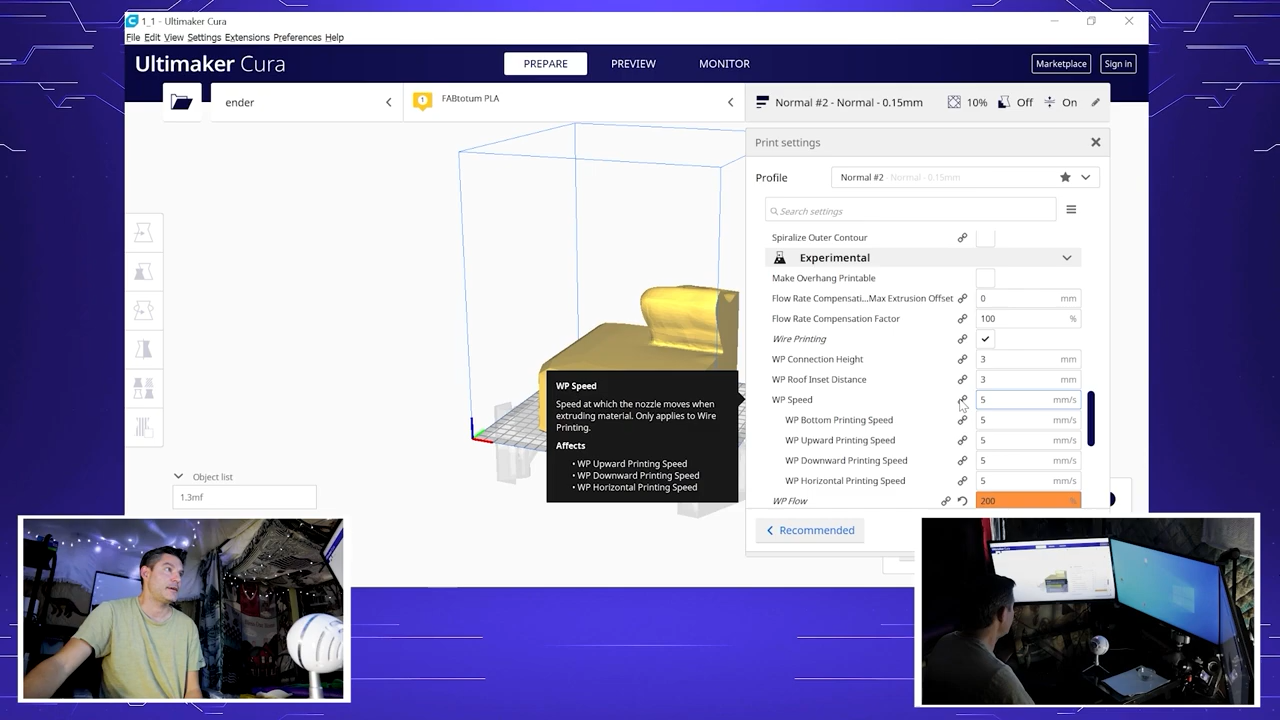 1_1 - Ultimaker Cura
File Edit View Settings Extensions Preferences Help
Ultimaker Cura
PREPARE
PREVIEW
MONITOR
Marketplace
Sign in
ender
1
FABtotum PLA
Normal #2 - Normal - 0.15mm
10%
Off
On
Print settings
Profile
Normal #2 Normal - 0.15mm
Search settings
Spiralize Outer Contour
Experimental
Make Overhang Printable
Flow Rate Compensati...Max Extrusion Offset 0 mm
Flow Rate Compensation Factor 100 %
Wire Printing
WP Connection Height 3 mm
WP Roof Inset Distance 3 mm
WP Speed 5 mm/s
WP Bottom Printing Speed 5 mm/s
WP Upward Printing Speed 5 mm/s
WP Downward Printing Speed 5 mm/s
WP Horizontal Printing Speed 5 mm/s
WP Flow 200 %
Recommended
WP Speed
Speed at which the nozzle moves when
extruding material. Only applies to Wire
Printing.
Affects
• WP Upward Printing Speed
• WP Downward Printing Speed
• WP Horizontal Printing Speed
Object list
1.3mf